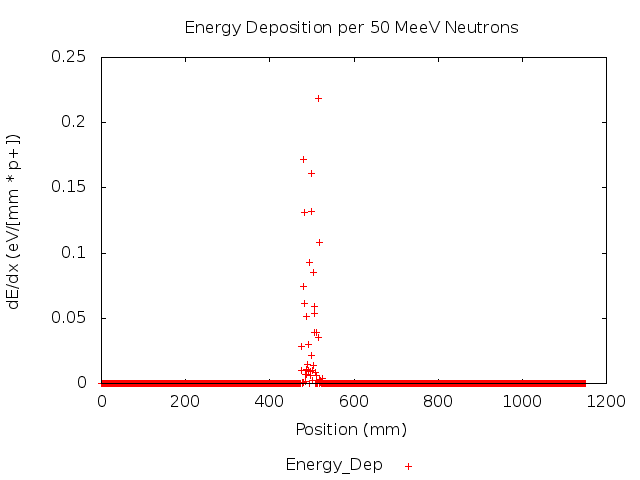 Energy Deposition per 50 MeeV Neutrons
0.25
0.2
0.15
0.1
0.05
0
dE/dx (eV/[mm * p+])
0 200 400 600 800 1000 1200
Position (mm)
Energy_Dep